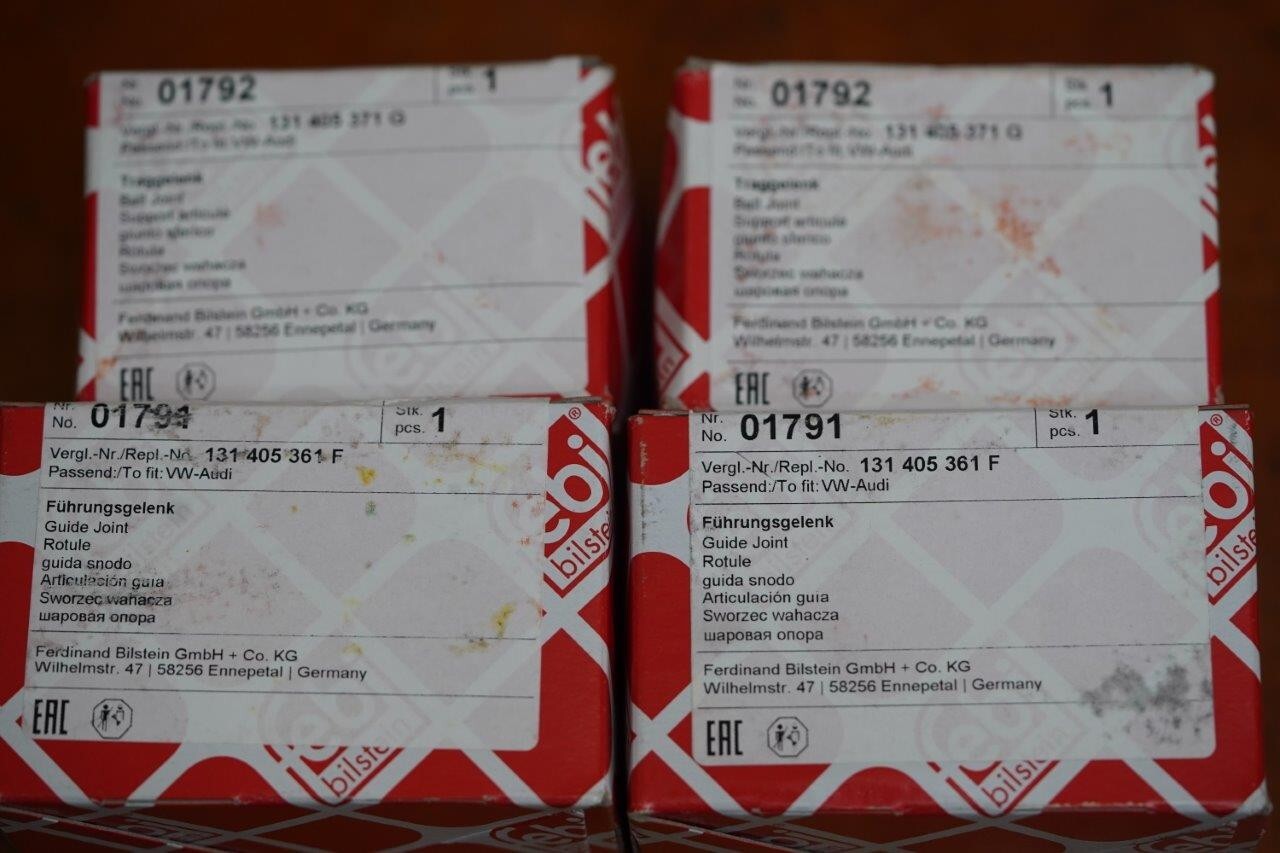 Nr.
No. 01792
Stk.
pcs. 1
Vergl.-Nr./Repl.-No. 131 405 371 G
Passend:/To fit: VW-Audi
Traggelenk
Ball Joint
Support articule
giunto sferico
Rotula
Sworzec wahacza
шаровая опора
Ferdinand Bilstein GmbH + Co. KG
Wilhelmstr. 47 | 58256 Ennepetal | Germany
EAC
Nr.
No. 01792
Stk.
pcs. 1
Vergl.-Nr./Repl.-No. 131 405 371 G
Passend:/To fit: VW-Audi
Traggelenk
Ball Joint
Support articule
giunto sferico
Rotula
Sworzec wahacza
шаровая опора
Ferdinand Bilstein GmbH + Co. KG
Wilhelmstr. 47 | 58256 Ennepetal | Germany
EAC
Nr.
No. 01791
Stk.
pcs. 1
Vergl.-Nr./Repl.-No. 131 405 361 F
Passend:/To fit: VW-Audi
Führungsgelenk
Guide Joint
Rotule
guida snodo
Articulación guía
Sworzec wahacza
шаровая опора
Ferdinand Bilstein GmbH + Co. KG
Wilhelmstr. 47 | 58256 Ennepetal | Germany
EAC
ebi®
bilstein
bilstein
Nr.
No. 01791
Stk.
pcs. 1
Vergl.-Nr./Repl.-No. 131 405 361 F
Passend:/To fit: VW-Audi
Führungsgelenk
Guide Joint
Rotule
guida snodo
Articulación guía
Sworzec wahacza
шаровая опора
Ferdinand Bilstein GmbH + Co. KG
Wilhelmstr. 47 | 58256 Ennepetal | Germany
EAC
ebi®
bilste
bilstein